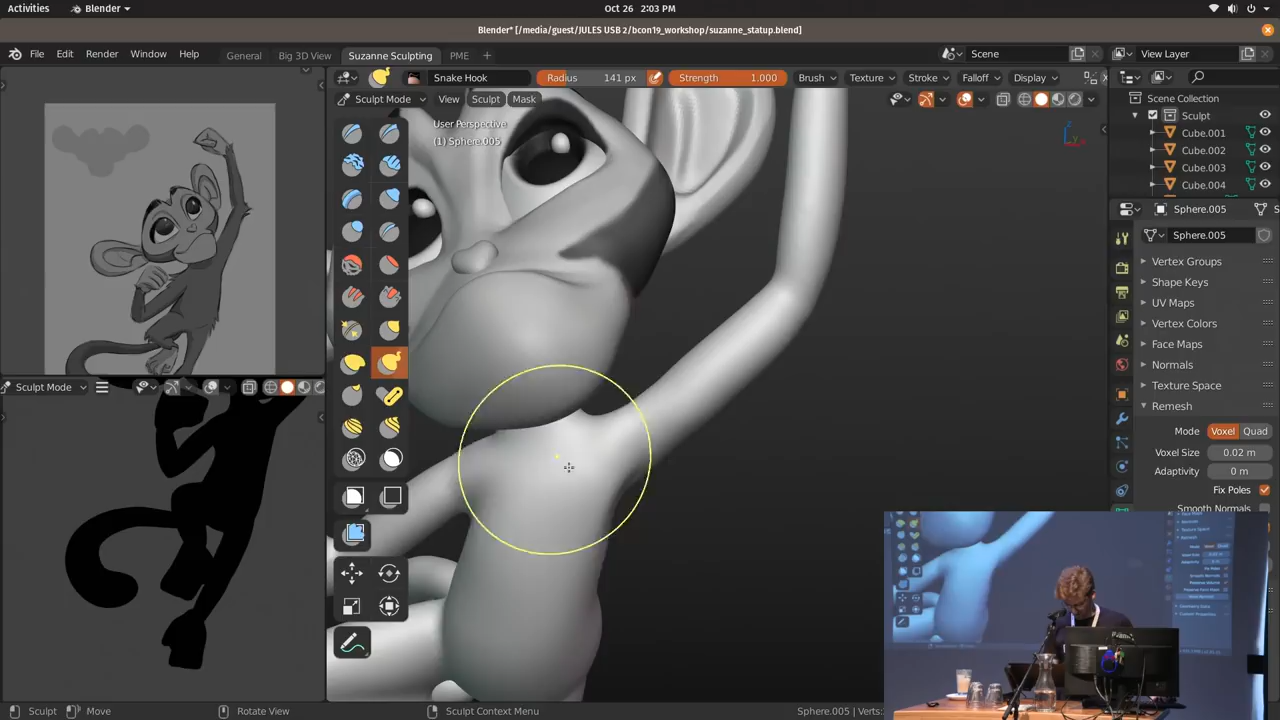 Activities
Blender
Oct 26 2:03 PM
Blender* [/media/guest/JULES USB 2/bcon19_workshop/suzanne_statup.blend]
File Edit Render Window Help
General Big 3D View Suzanne Sculpting PME +
Scene
View Layer
Snake Hook
Radius 141 px
Strength 1.000
Brush Texture Stroke Falloff Display
Sculpt Mode View Sculpt Mask
User Perspective
(1) Sphere.005
Scene Collection
Sculpt
Cube.001
Cube.002
Cube.003
Cube.004
Sphere.005
S
Sphere.005
Vertex Groups
Shape Keys
UV Maps
Vertex Colors
Face Maps
Normals
Texture Space
Remesh
Mode Voxel Quad
Voxel Size 0.02 m
Adaptivity 0 m
Fix Poles
Smooth Normals
Sculpt Mode
z
y
Sculpt Move Rotate View Sculpt Context Menu
Sphere.005 | Verts: